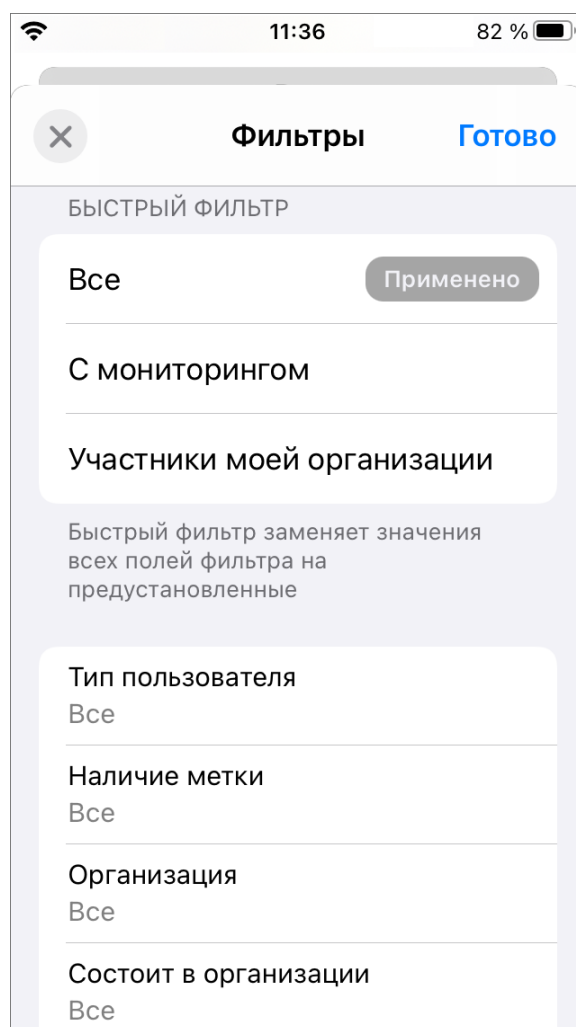 11:36
82 %
Фильтры
Готово
БЫСТРЫЙ ФИЛЬТР
Все
Применено
С мониторингом
Участники моей организации
Быстрый фильтр заменяет значения
всех полей фильтра на
предустановленные
Тип пользователя
Все
Наличие метки
Все
Организация
Все
Состоит в организации
Все